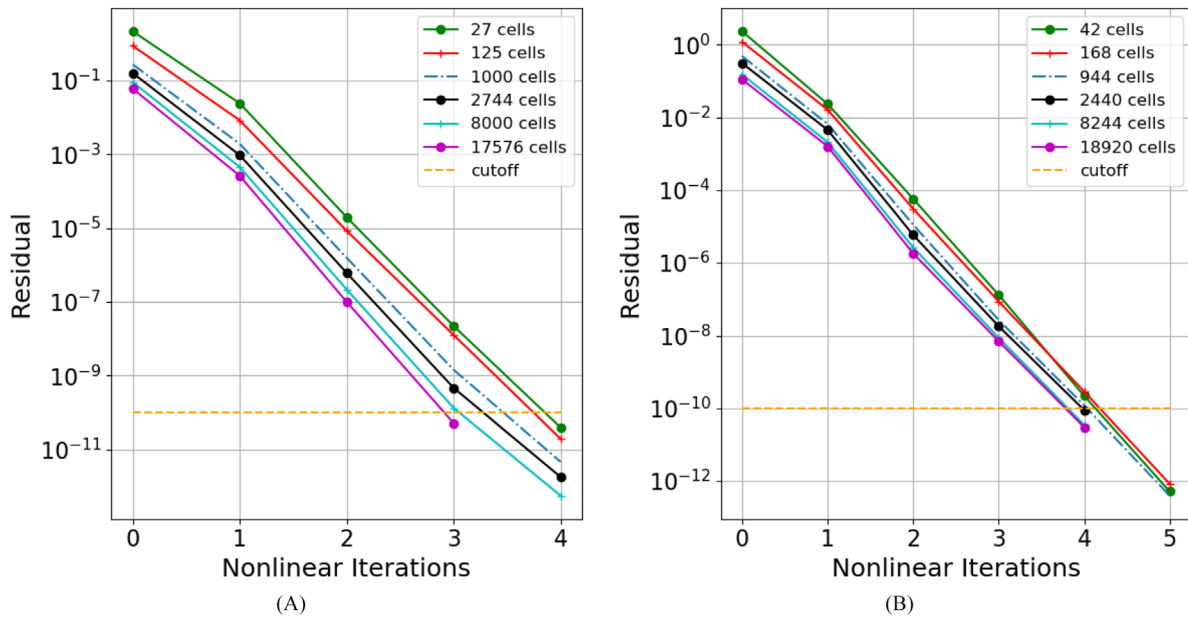 27 cells
125 cells
1000 cells
2744 cells
8000 cells
17576 cells
cutoff
10^-1
10^-3
10^-5
10^-7
10^-9
10^-11
Residual
0 1 2 3 4
Nonlinear Iterations
(A)
42 cells
168 cells
944 cells
2440 cells
8244 cells
18920 cells
cutoff
10^0
10^-2
10^-4
10^-6
10^-8
10^-10
10^-12
Residual
0 1 2 3 4 5
Nonlinear Iterations
(B)